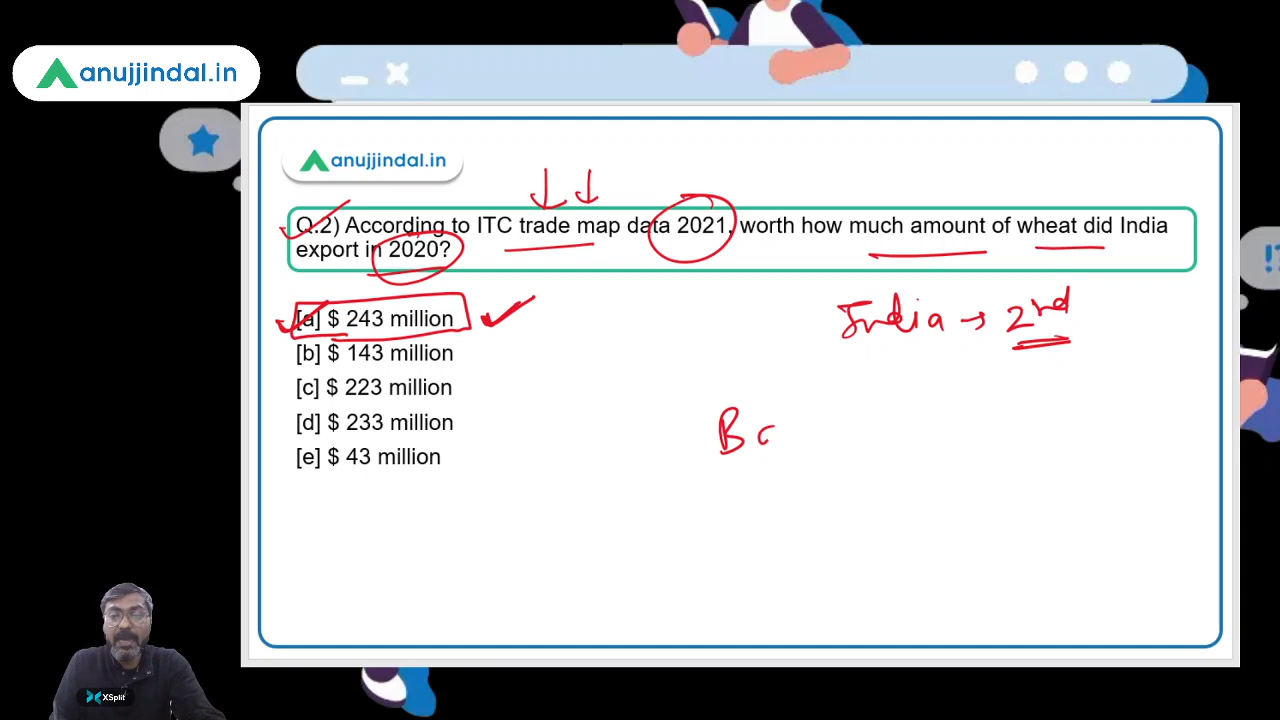 anujjindal.in
anujjindal.in
Q.2) According to ITC trade map data 2021, worth how much amount of wheat did India
export in 2020?
[a] $ 243 million
India → 2nd
[b] $ 143 million
[c] $ 223 million
[d] $ 233 million
B
[e] $ 43 million
XSplit